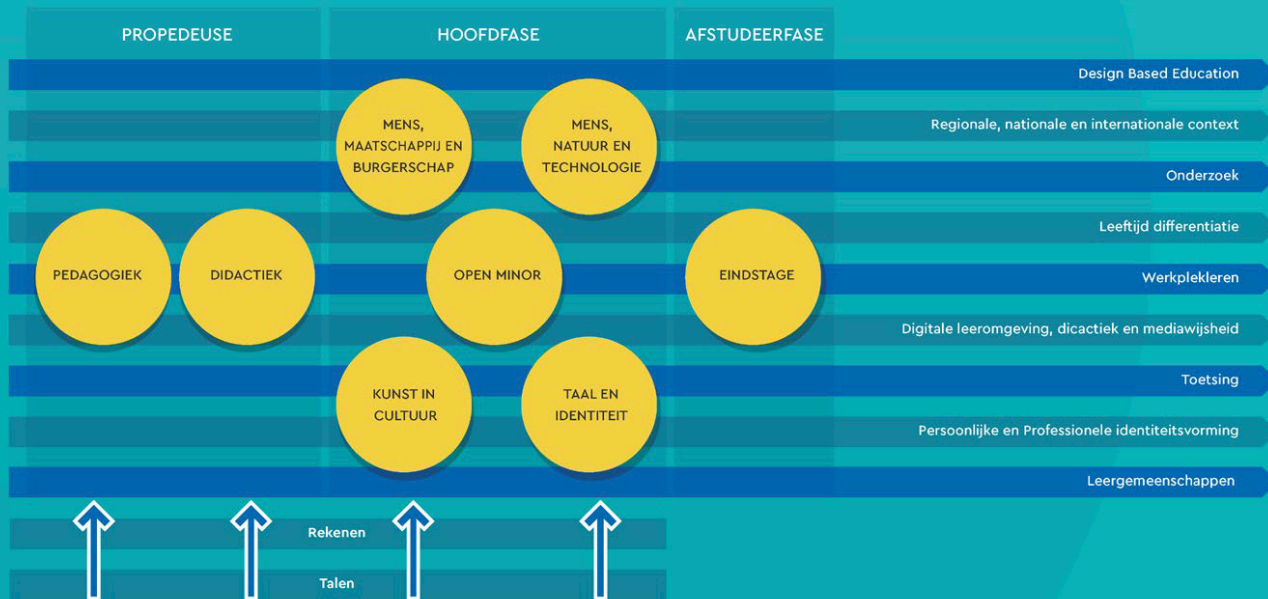 PROPEDEUSE
HOOFDFASE
AFSTUDEERFASE
Design Based Education
MENS,
MAATSCHAPPIJ EN
BURGERSCHAP
MENS,
NATUUR EN
TECHNOLOGIE
Regionale, nationale en internationale context
Onderzoek
Leeftijd differentiatie
PEDAGOGIEK
DIDACTIEK
OPEN MINOR
EINDSTAGE
Werkplekleren
Digitale leeromgeving, dicactiek en mediawijsheid
Toetsing
KUNST IN
CULTUUR
TAAL EN
IDENTITEIT
Persoonlijke en Professionele identiteitsvorming
Leergemeenschappen
Rekenen
Talen